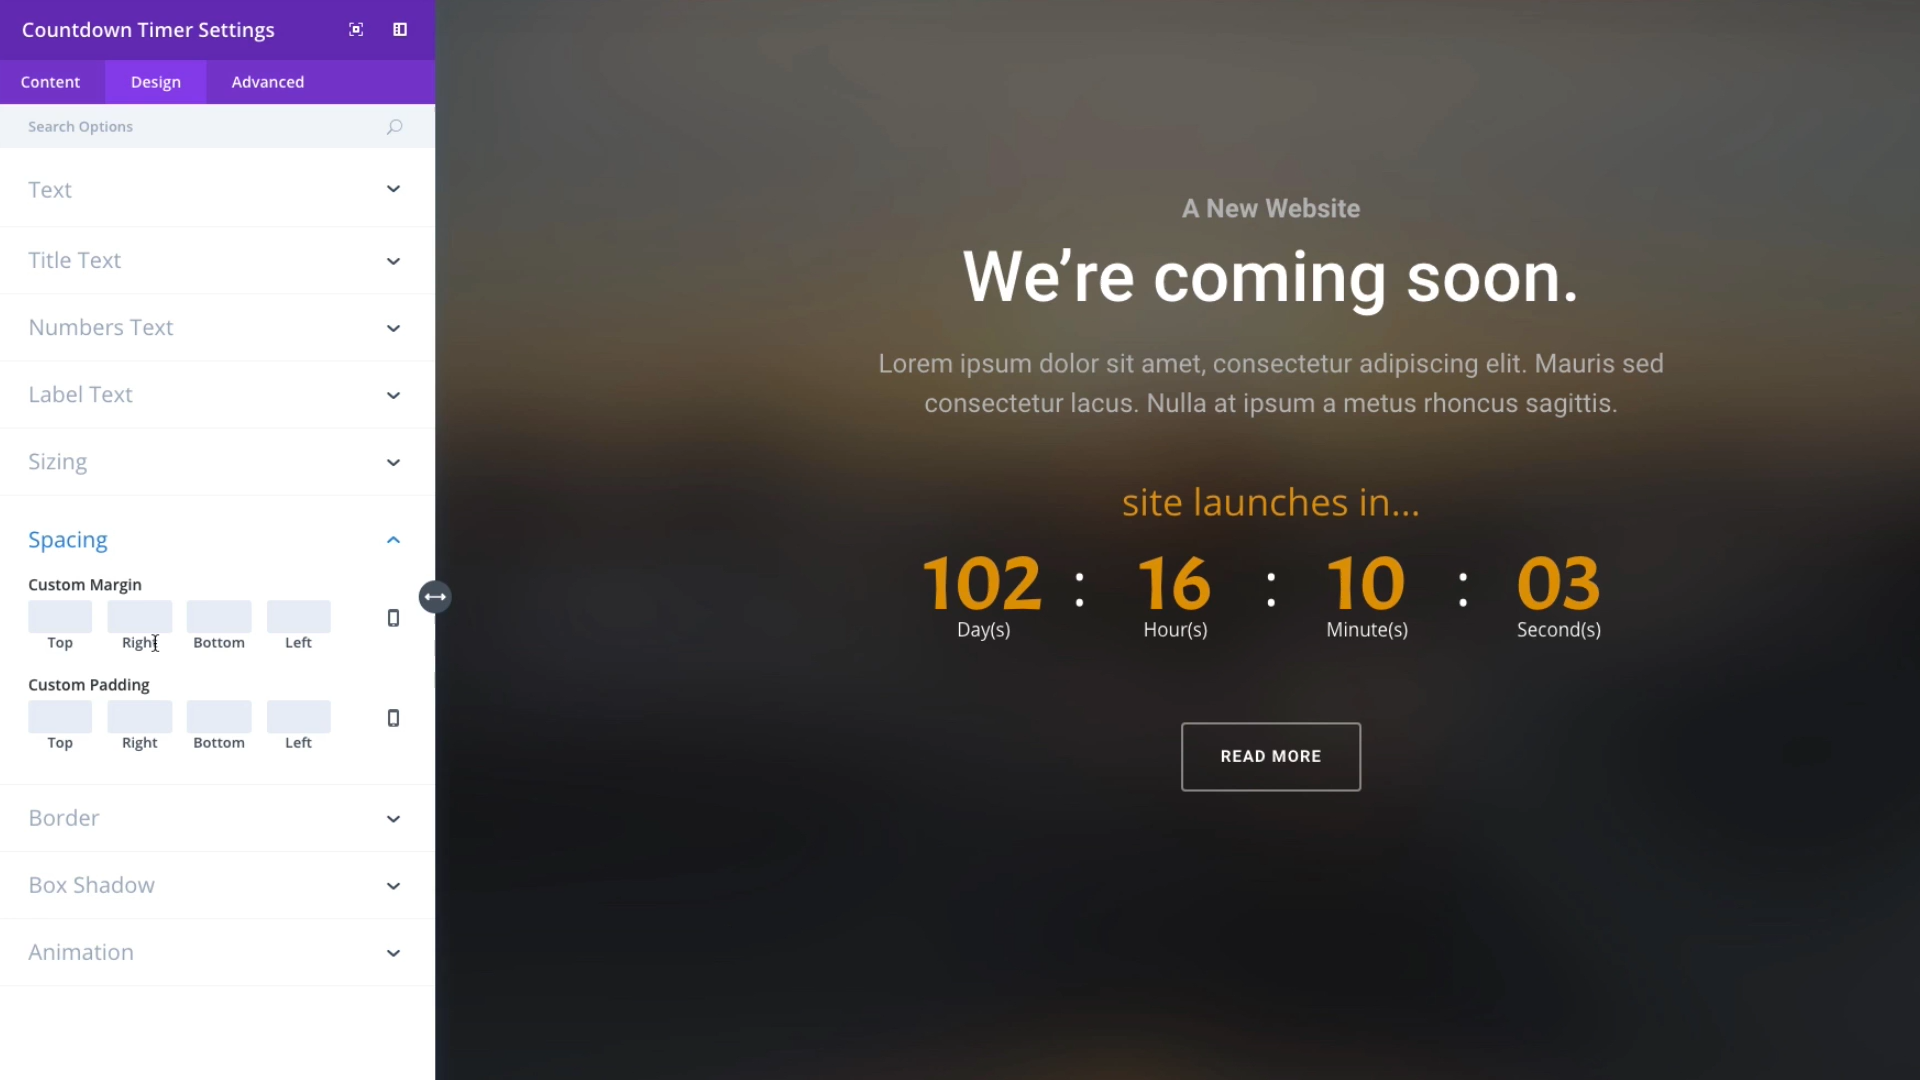 Countdown Timer Settings
Content Design Advanced
Search Options
Text
Title Text
Numbers Text
Label Text
Sizing
Spacing
Custom Margin
Top Right Bottom Left
Custom Padding
Top Right Bottom Left
Border
Box Shadow
Animation
A New Website
We’re coming soon.
Lorem ipsum dolor sit amet, consectetur adipiscing elit. Mauris sed
consectetur lacus. Nulla at ipsum a metus rhoncus sagittis.
site launches in...
102 : 16 : 10 : 03
Day(s) Hour(s) Minute(s) Second(s)
READ MORE